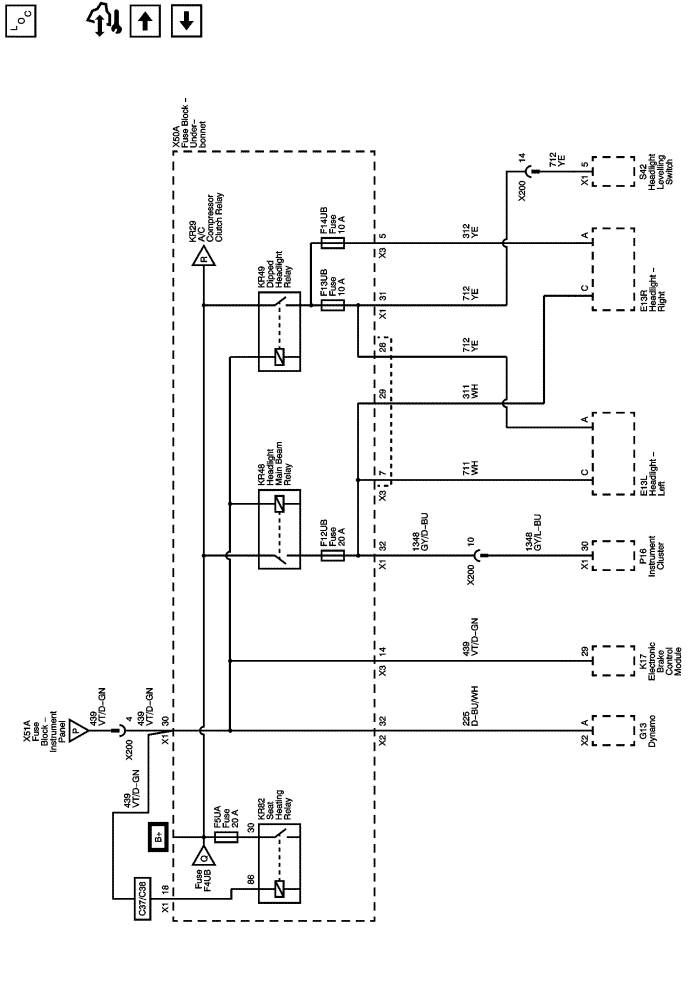 LOC
X50A
Fuse Block –
Under–
bonnet
KR29
A/C
Compressor
Clutch Relay
R
KR49
Dipped
Headlight
Relay
F14UB
Fuse
10 A
F13UB
Fuse
10 A
5
X3
312
YE
31
X1
712
YE
14
X200
712
YE
5
X1
S42
Headlight
Levelling
Switch
A
C
E13R
Headlight –
Right
28
712
YE
29
311
WH
7
X3
711
WH
A
C
E13L
Headlight –
Left
KR48
Headlight
Main Beam
Relay
F12UB
Fuse
20 A
32
X1
1348
GY/D–BU
10
X200
1348
GY/L–BU
30
X1
P16
Instrument
Cluster
14
X3
439
VT/D–GN
29
K17
Electronic
Brake
Control
Module
X51A
Fuse
Block –
Instrument
Panel
P
439
VT/D–GN
4
X200
439
VT/D–GN
30
X1
32
X2
225
D–BU/WH
A
X2
G13
Dynamo
439
VT/D–GN
B+
Q
Fuse
F4UB
F5UA
Fuse
20 A
30
KR82
Seat
Heating
Relay
86
C37/C38
18
X1